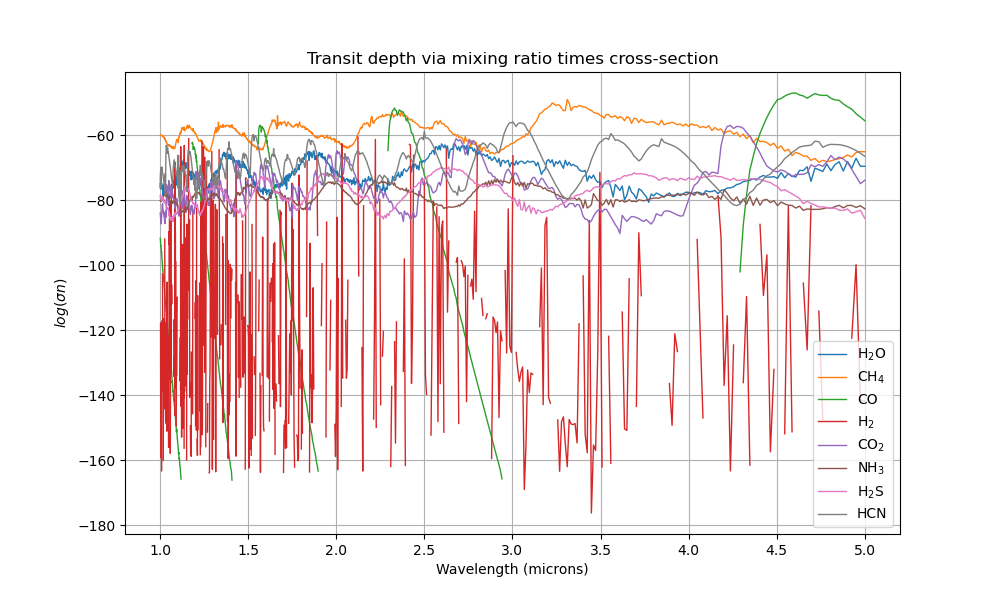 Transit depth via mixing ratio times cross-section
log(σn)
−60
−80
−100
−120
−140
−160
−180
H₂O
CH₄
CO
H₂
CO₂
NH₃
H₂S
HCN
1.0 1.5 2.0 2.5 3.0 3.5 4.0 4.5 5.0
Wavelength (microns)